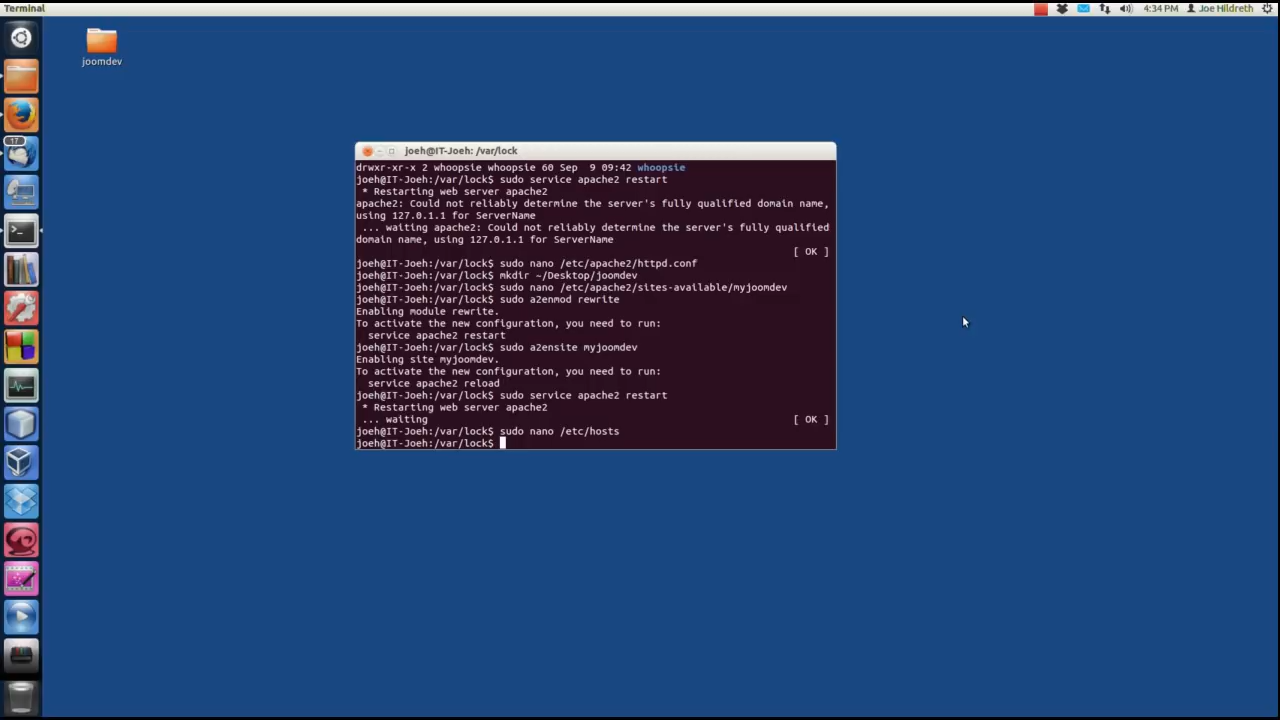 Terminal
4:34 PM
Joe Hildreth
joomdev
17
joeh@IT-Joeh: /var/lock
drwxr-xr-x 2 whoopsie whoopsie 60 Sep  9 09:42 whoopsie
joeh@IT-Joeh:/var/lock$ sudo service apache2 restart
 * Restarting web server apache2
apache2: Could not reliably determine the server's fully qualified domain name,
using 127.0.1.1 for ServerName
 ... waiting apache2: Could not reliably determine the server's fully qualified
domain name, using 127.0.1.1 for ServerName
[ OK ]
joeh@IT-Joeh:/var/lock$ sudo nano /etc/apache2/httpd.conf
joeh@IT-Joeh:/var/lock$ mkdir ~/Desktop/joomdev
joeh@IT-Joeh:/var/lock$ sudo nano /etc/apache2/sites-available/myjoomdev
joeh@IT-Joeh:/var/lock$ sudo a2enmod rewrite
Enabling module rewrite.
To activate the new configuration, you need to run:
  service apache2 restart
joeh@IT-Joeh:/var/lock$ sudo a2ensite myjoomdev
Enabling site myjoomdev.
To activate the new configuration, you need to run:
  service apache2 reload
joeh@IT-Joeh:/var/lock$ sudo service apache2 restart
 * Restarting web server apache2
 ... waiting [ OK ]
joeh@IT-Joeh:/var/lock$ sudo nano /etc/hosts
joeh@IT-Joeh:/var/lock$